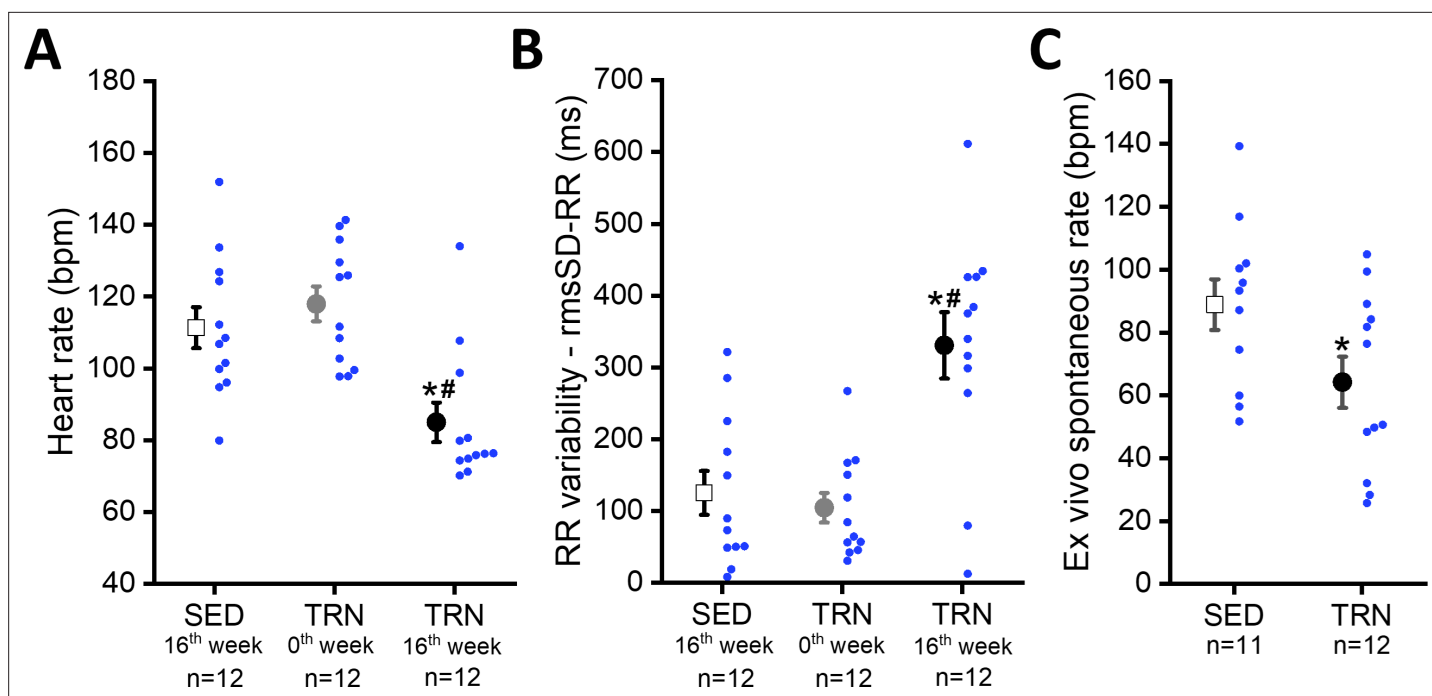 A
Heart rate (bpm)
180
160
140
120
100
80
60
40
*#
SED
16th week
n=12
TRN
0th week
n=12
TRN
16th week
n=12
B
RR variability - rmsSD-RR (ms)
700
600
500
400
300
200
100
0
*#
SED
16th week
n=12
TRN
0th week
n=12
TRN
16th week
n=12
C
Ex vivo spontaneous rate (bpm)
160
140
120
100
80
60
40
20
0
*
SED
n=11
TRN
n=12